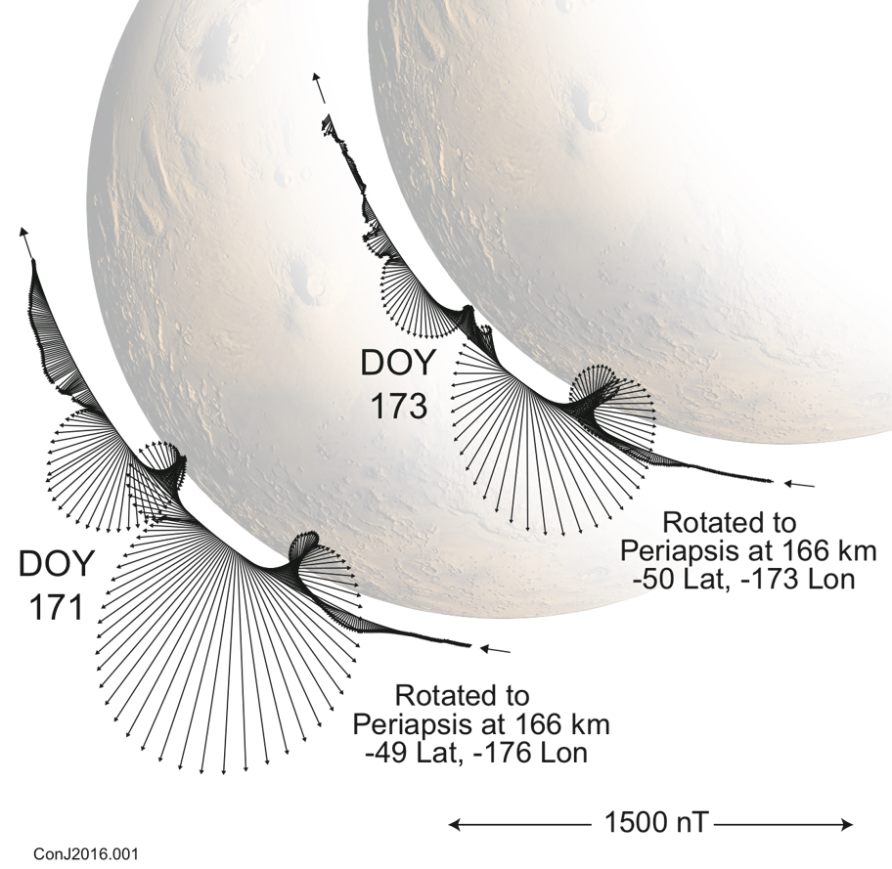 DOY
173
Rotated to
Periapsis at 166 km
-50 Lat, -173 Lon
DOY
171
Rotated to
Periapsis at 166 km
-49 Lat, -176 Lon
1500 nT
ConJ2016.001